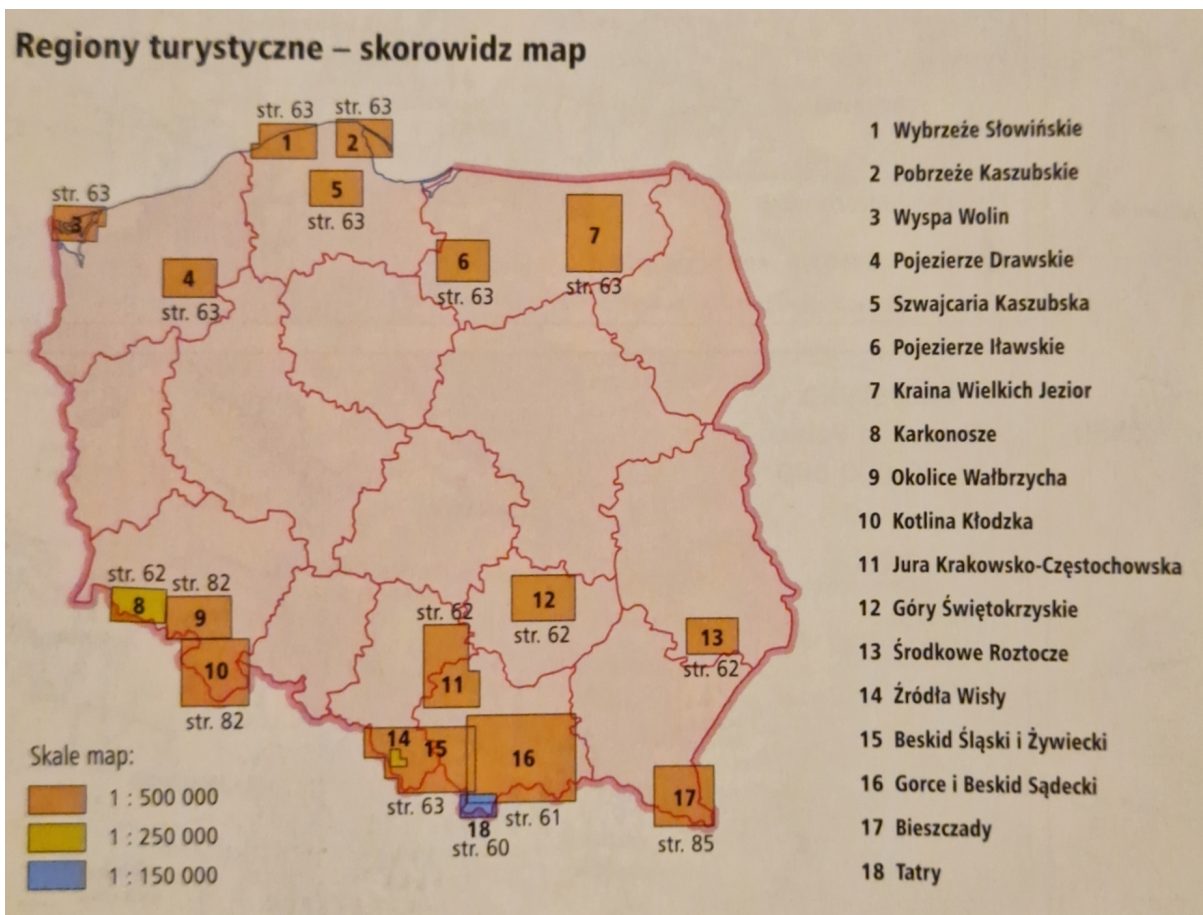 Regiony turystyczne – skorowidz map
str. 63
str. 63
1
2
5
str. 63
str. 63
3
7
str. 63
6
str. 63
4
str. 63
str. 62
8
str. 82
9
10
str. 82
12
str. 62
str. 62
11
13
str. 62
14
15
str. 63
16
str. 61
18
str. 60
17
str. 85
Skale map:
1 : 500 000
1 : 250 000
1 : 150 000
1 Wybrzeże Słowińskie
2 Pobrzeże Kaszubskie
3 Wyspa Wolin
4 Pojezierze Drawskie
5 Szwajcaria Kaszubska
6 Pojezierze Iławskie
7 Kraina Wielkich Jezior
8 Karkonosze
9 Okolice Wałbrzycha
10 Kotlina Kłodzka
11 Jura Krakowsko-Częstochowska
12 Góry Świętokrzyskie
13 Środkowe Roztocze
14 Źródła Wisły
15 Beskid Śląski i Żywiecki
16 Gorce i Beskid Sądecki
17 Bieszczady
18 Tatry